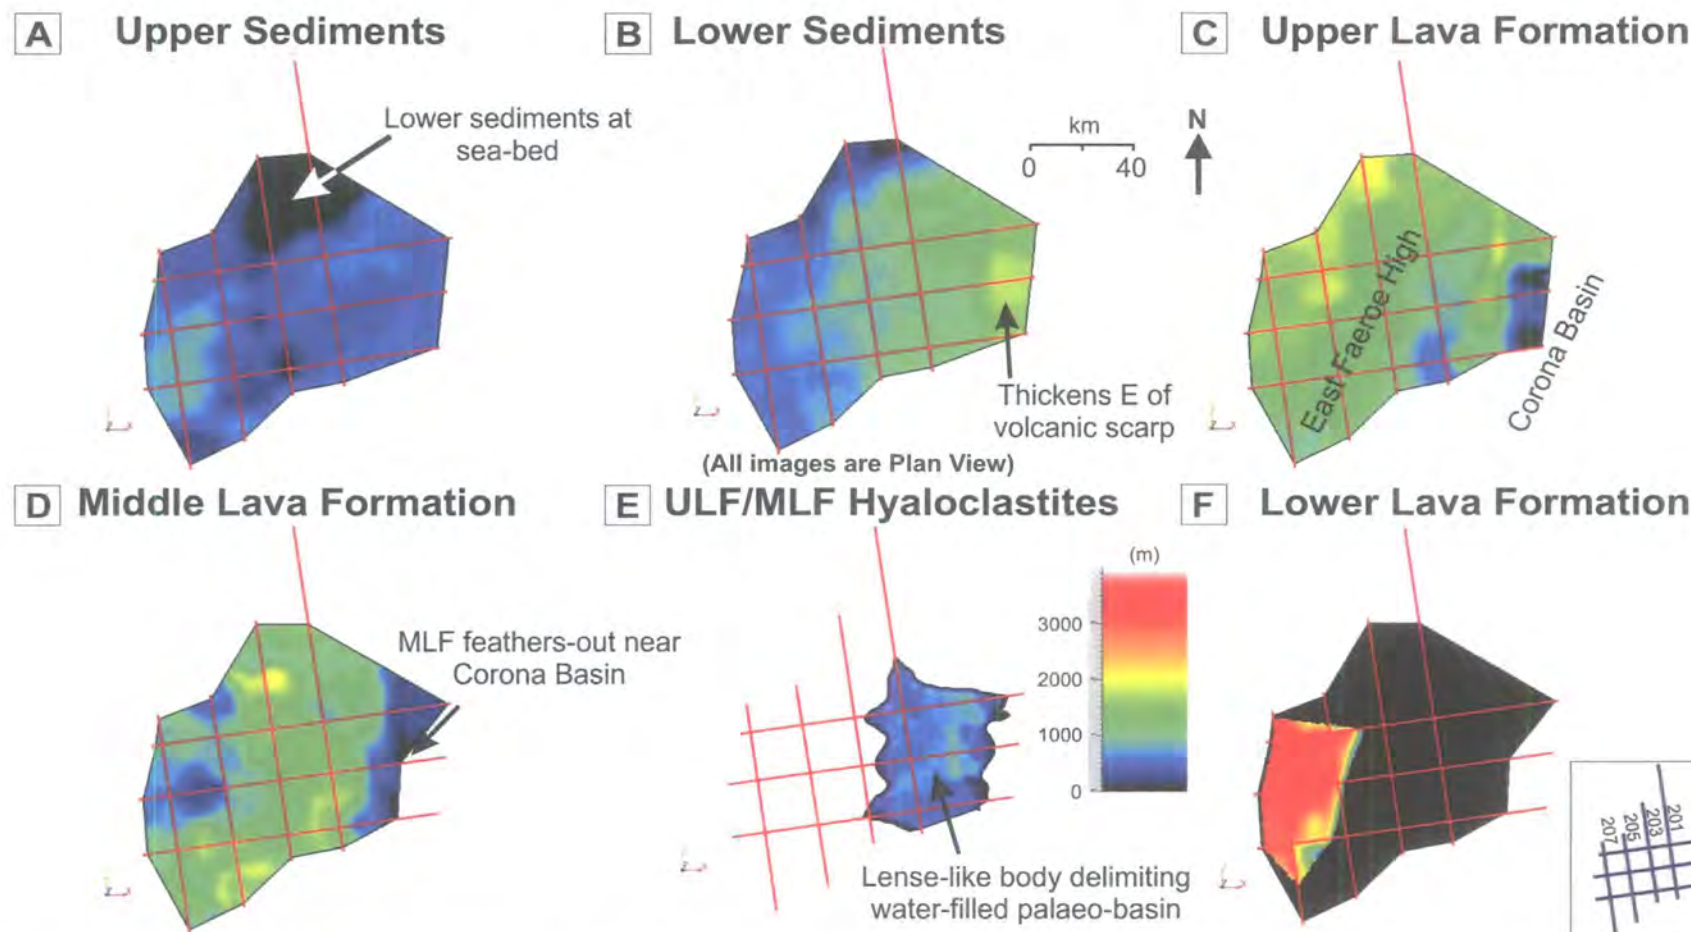 A Upper Sediments
Lower sediments at
sea-bed
B Lower Sediments
km
0 40
N
Thickens E of
volcanic scarp
(All images are Plan View)
C Upper Lava Formation
East Faeroe High
Corona Basin
D Middle Lava Formation
MLF feathers-out near
Corona Basin
E ULF/MLF Hyaloclastites
(m)
3000
2000
1000
0
Lense-like body delimiting
water-filled palaeo-basin
F Lower Lava Formation
207
205
203
201